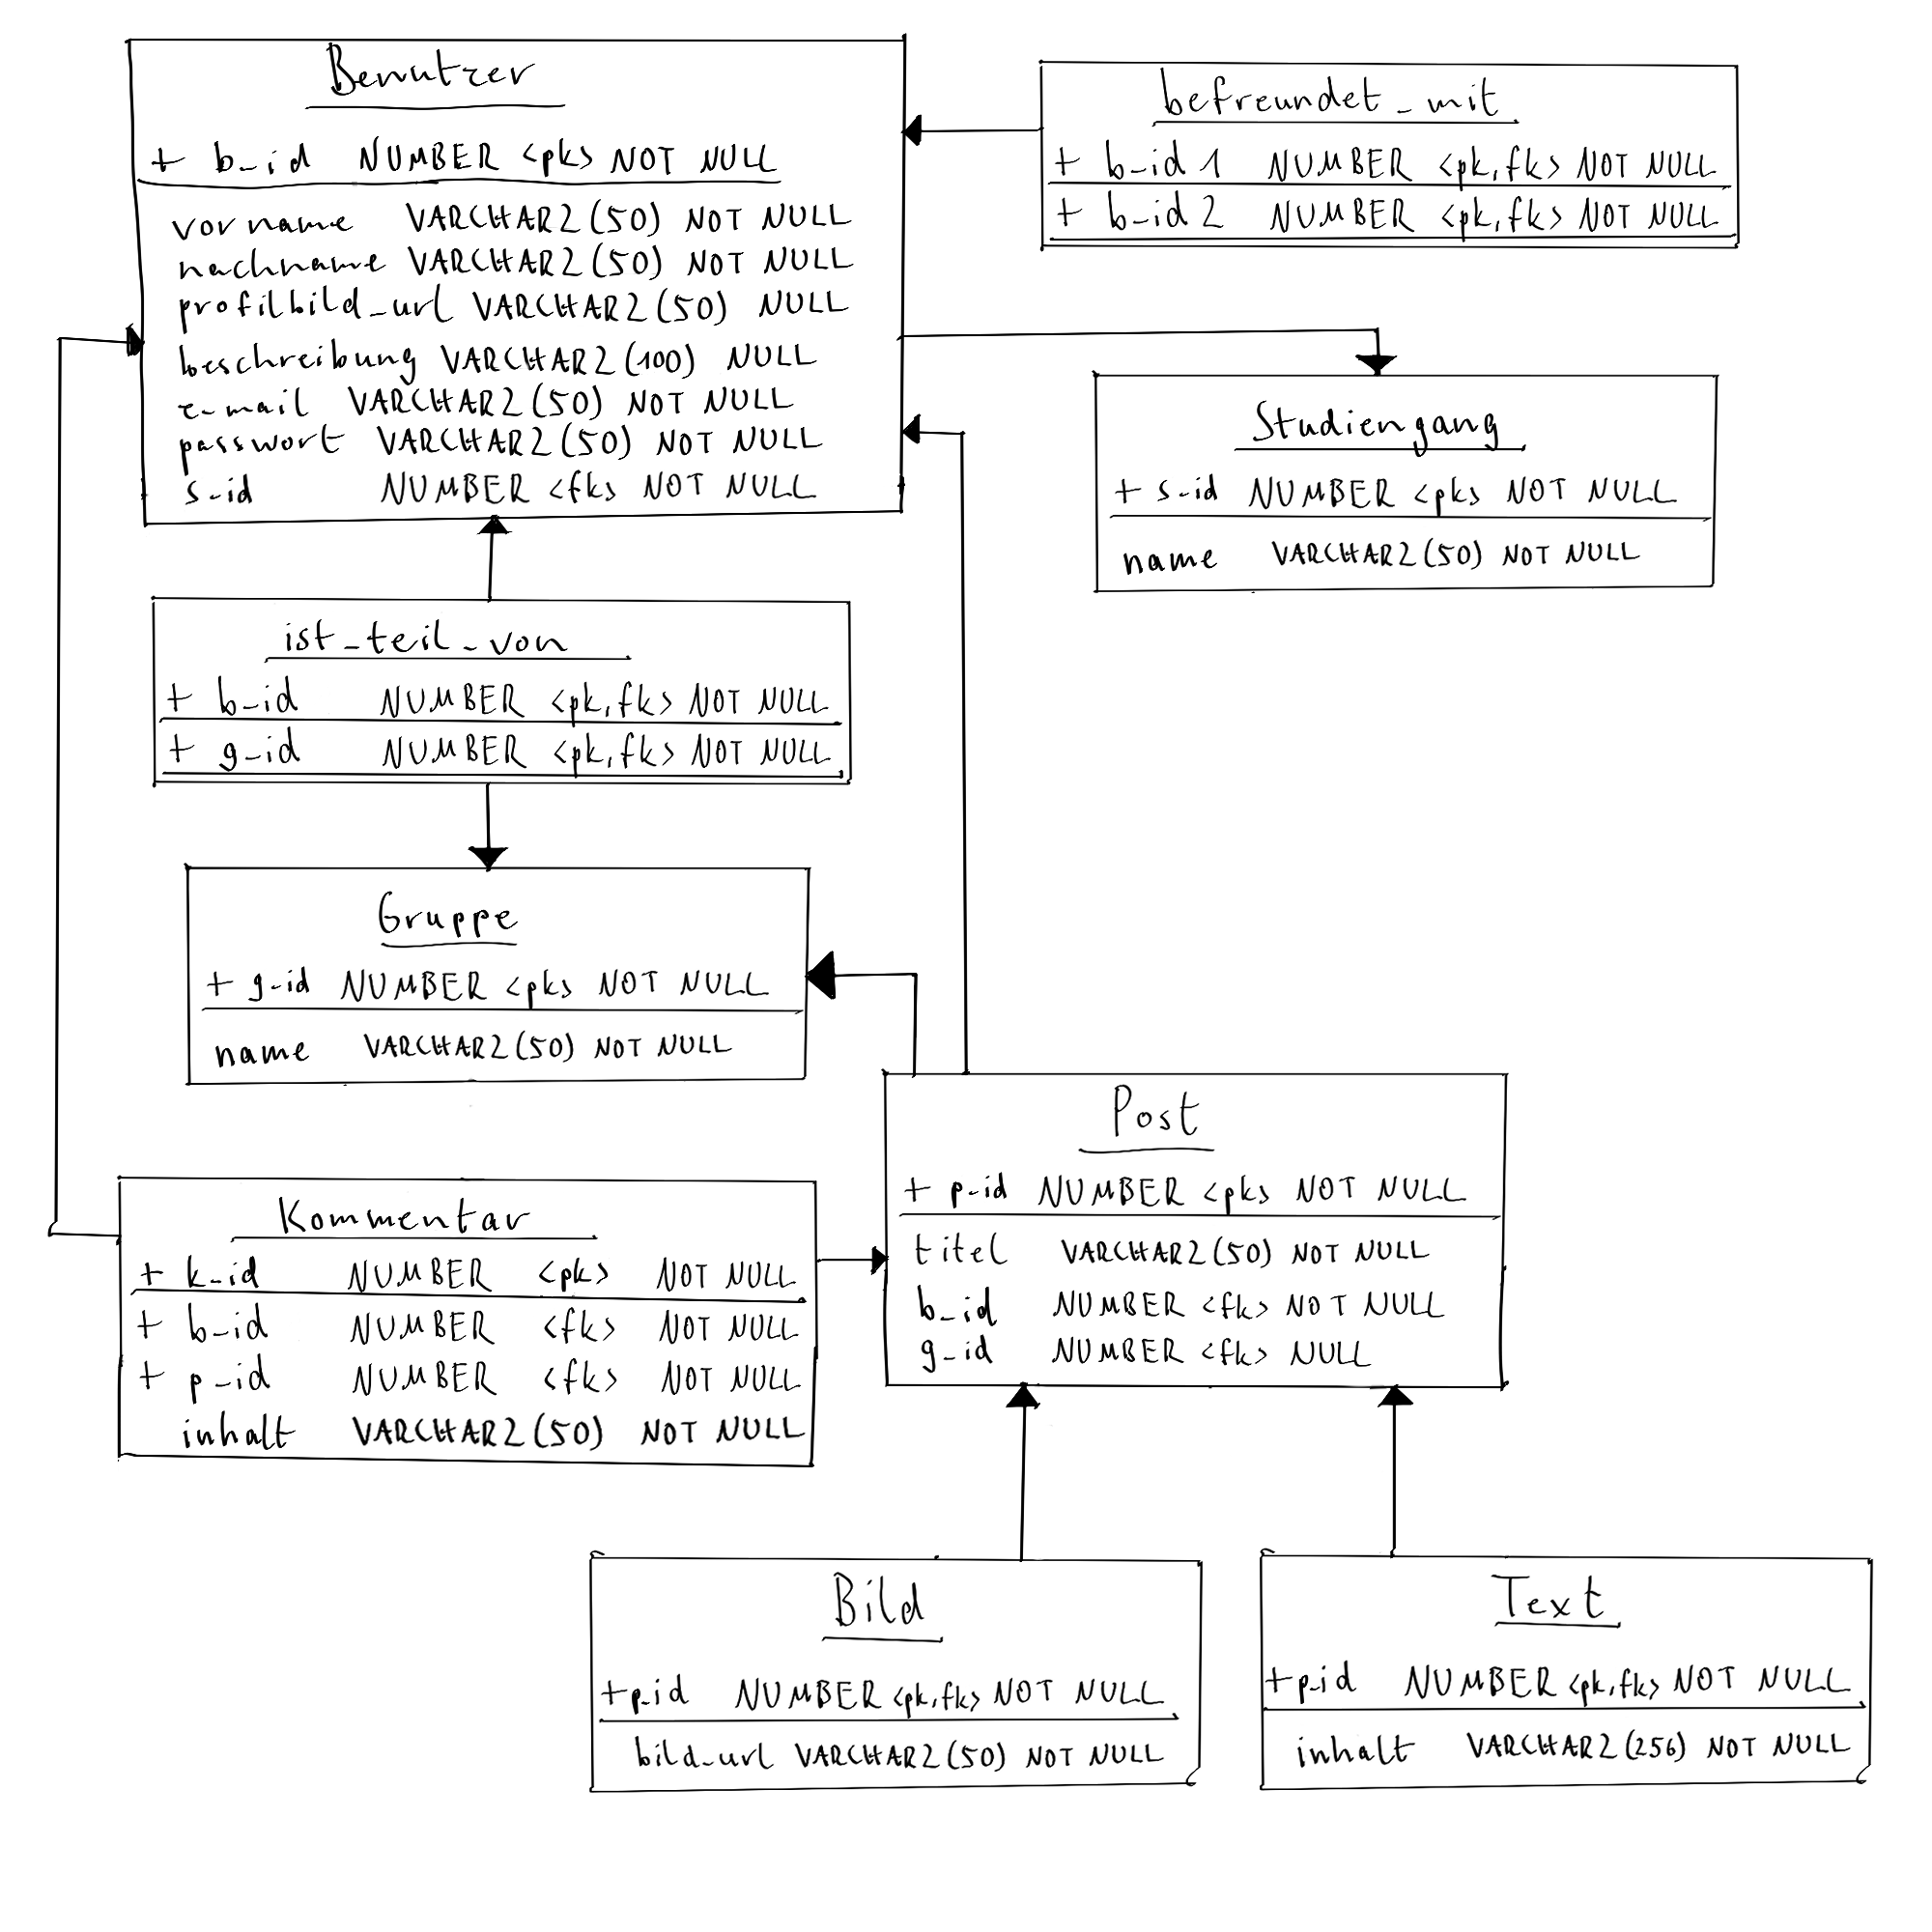 Benutzer
+ b_id NUMBER <pk> NOT NULL
vorname VARCHAR2(50) NOT NULL
nachname VARCHAR2(50) NOT NULL
profilbild_url VARCHAR2(50) NULL
beschreibung VARCHAR2(100) NULL
e-mail VARCHAR2(50) NOT NULL
passwort VARCHAR2(50) NOT NULL
s-id NUMBER <fk> NOT NULL
befreundet_mit
+ b_id1 NUMBER <pk,fk> NOT NULL
+ b_id2 NUMBER <pk,fk> NOT NULL
Studiengang
+ s-id NUMBER <pk> NOT NULL
name VARCHAR2(50) NOT NULL
ist_teil_von
+ b_id NUMBER <pk,fk> NOT NULL
+ g_id NUMBER <pk,fk> NOT NULL
Gruppe
+ g-id NUMBER <pk> NOT NULL
name VARCHAR2(50) NOT NULL
Post
+ p-id NUMBER <pk> NOT NULL
titel VARCHAR2(50) NOT NULL
b_id NUMBER <fk> NOT NULL
g_id NUMBER <fk> NULL
Kommentar
+ k_id NUMBER <pk> NOT NULL
+ b_id NUMBER <fk> NOT NULL
+ p_id NUMBER <fk> NOT NULL
inhalt VARCHAR2(50) NOT NULL
Bild
+p_id NUMBER <pk,fk> NOT NULL
bild_url VARCHAR2(50) NOT NULL
Text
+p_id NUMBER <pk,fk> NOT NULL
inhalt VARCHAR2(256) NOT NULL